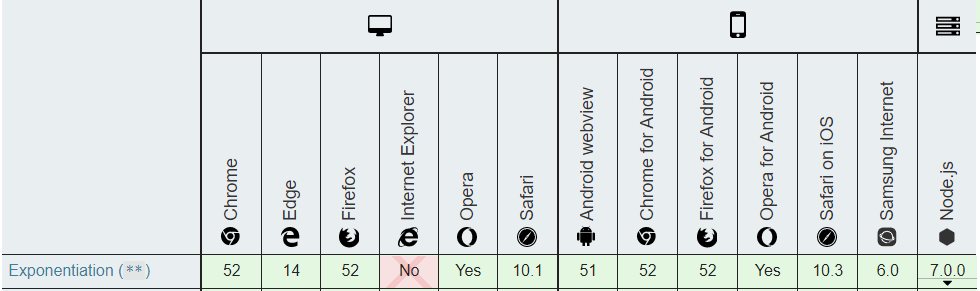 Chrome
Edge
Firefox
Internet Explorer
Opera
Safari
Android webview
Chrome for Android
Firefox for Android
Opera for Android
Safari on iOS
Samsung Internet
Node.js
Exponentiation (**) 52 14 52 No Yes 10.1 51 52 52 Yes 10.3 6.0 7.0.0